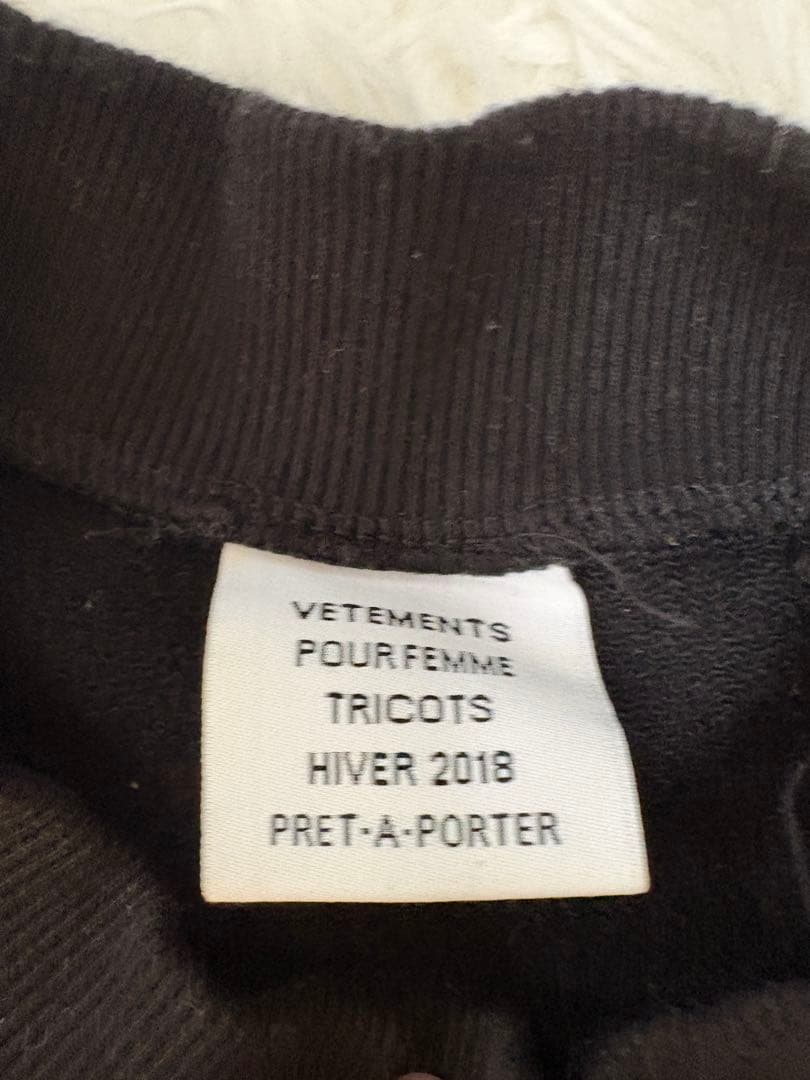 VETEMENTS
POUR FEMME
TRICOTS
HIVER 2018
PRET-A-PORTER